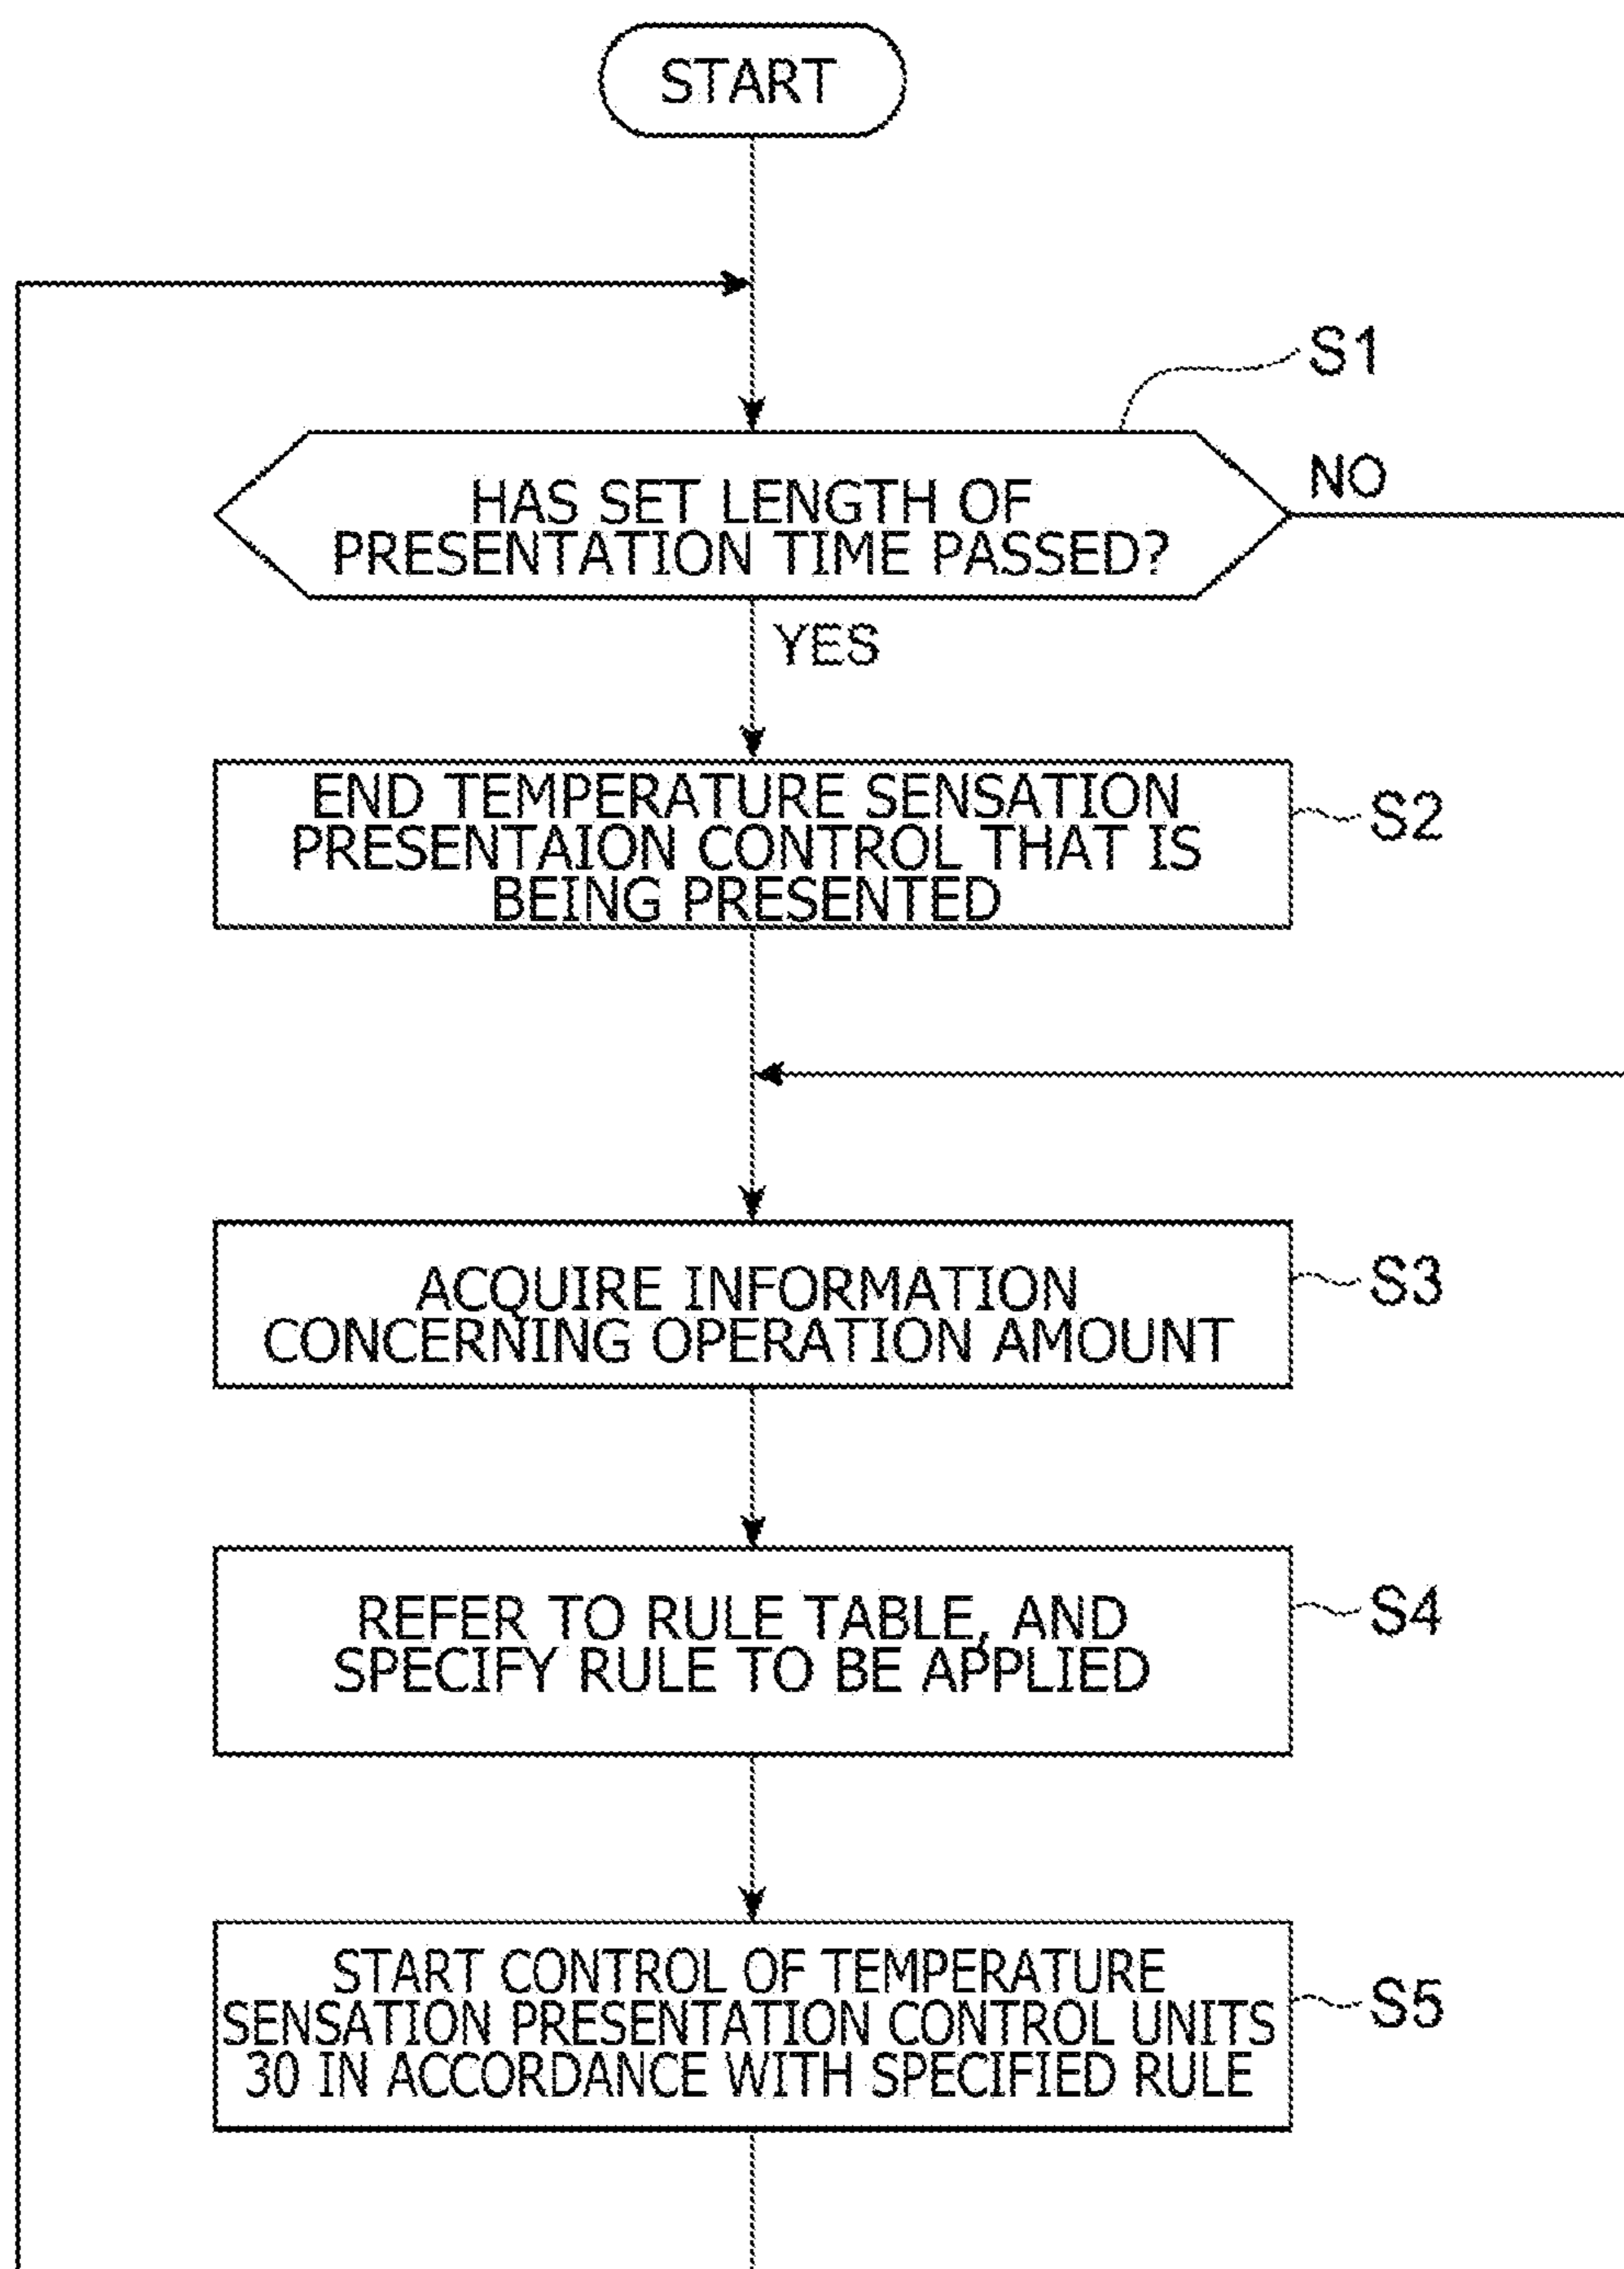 START
S1
HAS SET LENGTH OF
PRESENTATION TIME PASSED?
NO
YES
END TEMPERATURE SENSATION
PRESENTAION CONTROL THAT IS
BEING PRESENTED
S2
ACQUIRE INFORMATION
CONCERNING OPERATION AMOUNT
S3
REFER TO RULE TABLE, AND
SPECIFY RULE TO BE APPLIED
S4
START CONTROL OF TEMPERATURE
SENSATION PRESENTATION CONTROL UNITS
30 IN ACCORDANCE WITH SPECIFIED RULE
S5